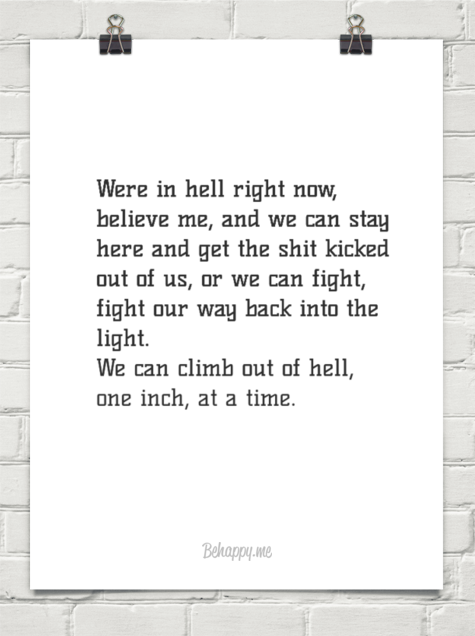 Were in hell right now,
believe me, and we can stay
here and get the shit kicked
out of us, or we can fight,
fight our way back into the
light.
We can climb out of hell,
one inch, at a time.
Behappy.me